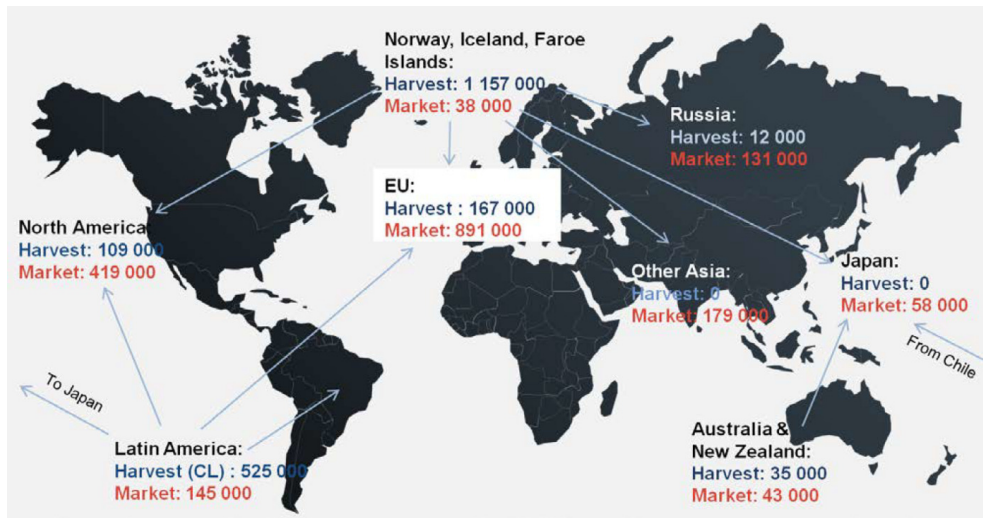 Norway, Iceland, Faroe
Islands:
Harvest: 1 157 000
Market: 38 000
Russia:
Harvest: 12 000
Market: 131 000
EU:
Harvest : 167 000
Market: 891 000
North America:
Harvest: 109 000
Market: 419 000
Other Asia:
Harvest: 0
Market: 179 000
Japan:
Harvest: 0
Market: 58 000
From Chile
To Japan
Latin America:
Harvest (CL) : 525 000
Market: 145 000
Australia &
New Zealand:
Harvest: 35 000
Market: 43 000